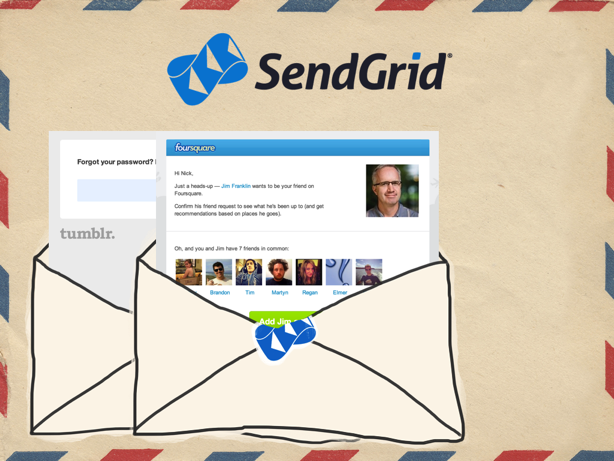 SendGrid®
Forgot your password?
tumblr.
foursquare
Hi Nick,
Just a heads-up — Jim Franklin wants to be your friend on
Foursquare.
Confirm his friend request to see what he's been up to (and get
recommendations based on places he goes).
Oh, and you and Jim have 7 friends in common:
Brandon Tim Martyn Ragan Elmer
Add Jim